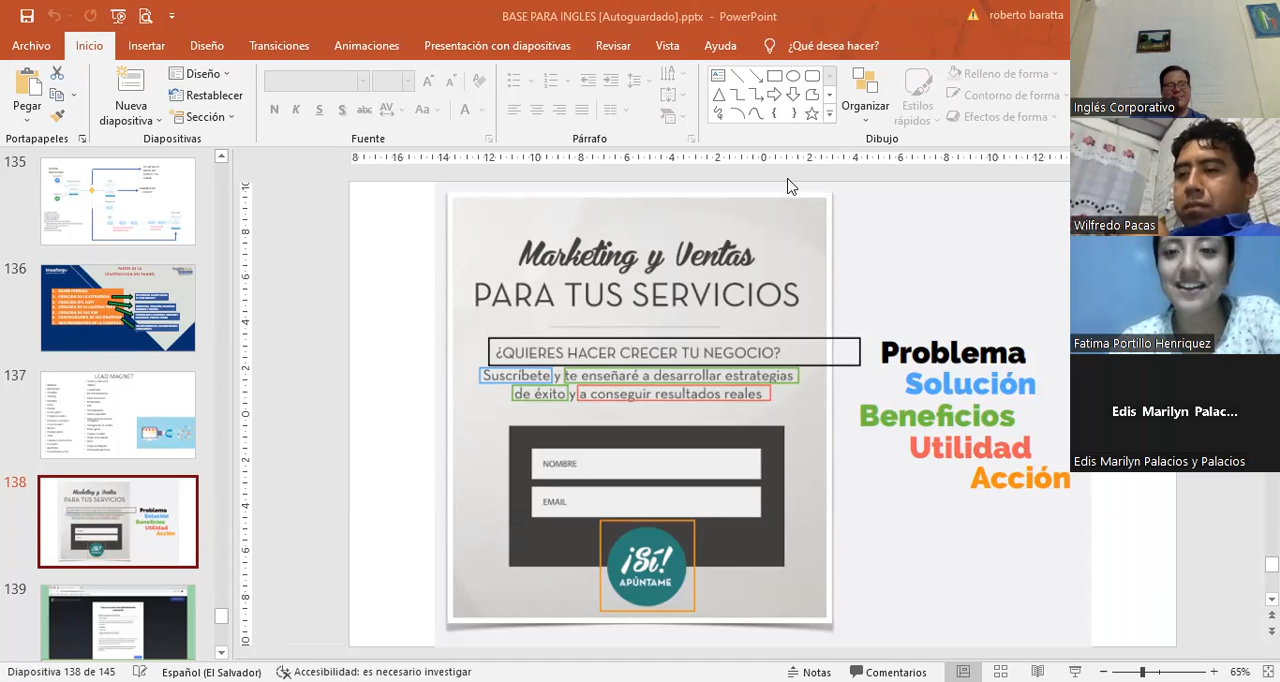 BASE PARA INGLES [Autoguardado].pptx - PowerPoint
roberto baratta
Archivo Inicio Insertar Diseño Transiciones Animaciones Presentación con diapositivas Revisar Vista Ayuda ¿Qué desea hacer?
Pegar
Nueva diapositiva
Diseño
Restablecer
Sección
N K S S abc AV Aa A
Organizar
Estilos rápidos
Relleno de forma
Contorno de forma
Efectos de forma
Portapapeles Diapositivas Fuente Párrafo Dibujo
135
136
137
LEAD MAGNET
138
139
Marketing y Ventas
PARA TUS SERVICIOS
¿QUIERES HACER CRECER TU NEGOCIO?
Suscríbete y te enseñaré a desarrollar estrategias
de éxito y a conseguir resultados reales
NOMBRE
EMAIL
¡Sí!
APÚNTAME
Problema
Solución
Beneficios
Utilidad
Acción
Inglés Corporativo
Wilfredo Pacas
Fatima Portillo Henriquez
Edis Marilyn Palac...
Edis Marilyn Palacios y Palacios
Diapositiva 138 de 145 Español (El Salvador) Accesibilidad: es necesario investigar Notas Comentarios 65%